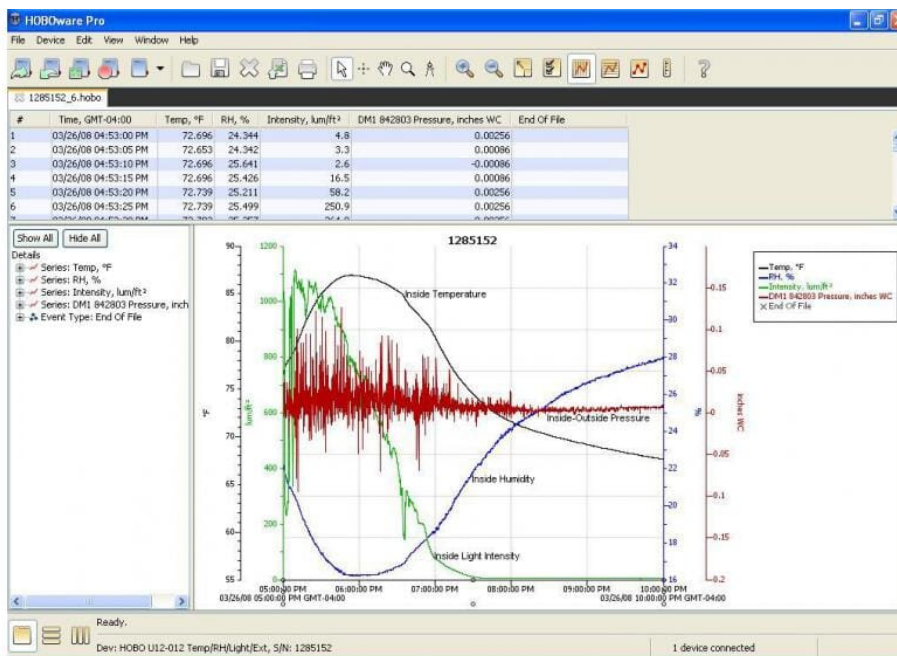 HOBOware Pro
File Device Edit View Window Help
1285152_6.hobo
# Time, GMT-04:00 Temp, °F RH, % Intensity, lum/ft² DM1 842803 Pressure, inches WC End Of File
1 03/26/08 04:53:00 PM 72.696 24.344 4.8 0.00256
2 03/26/08 04:53:05 PM 72.653 24.342 3.3 0.00086
3 03/26/08 04:53:10 PM 72.696 25.641 2.6 -0.00086
4 03/26/08 04:53:15 PM 72.696 25.426 16.5 0.00086
5 03/26/08 04:53:20 PM 72.739 25.211 58.2 0.00256
6 03/26/08 04:53:25 PM 72.739 25.499 250.9 0.00256
Show All Hide All
Details
Series: Temp, °F
Series: RH, %
Series: Intensity, lum/ft²
Series: DM1 842803 Pressure, inch
Event Type: End Of File
1285152
90 1200 34
Temp, °F
RH, %
Intensity, lum/ft²
DM1 842803 Pressure, inches WC
End Of File
32 0.15
85 1000
Inside Temperature
30 0.1
80 800 28
0.05
75 26
600 0
°F lum/ft² % inches WC
Inside-Outside Pressure
70 24
400 -0.05
22
Inside Humidity
65 20 -0.1
200
60 18 -0.15
Inside Light Intensity
55 0 16 -0.2
05:00:00 PM 06:00:00 PM 07:00:00 PM 08:00:00 PM 09:00:00 PM 10:00:00 PM
03/26/08 05:00:00 PM GMT-04:00 03/26/08 10:00:00 PM GMT-04:00
Ready.
Dev: HOBO U12-012 Temp/RH/Light/Ext, S/N: 1285152 1 device connected